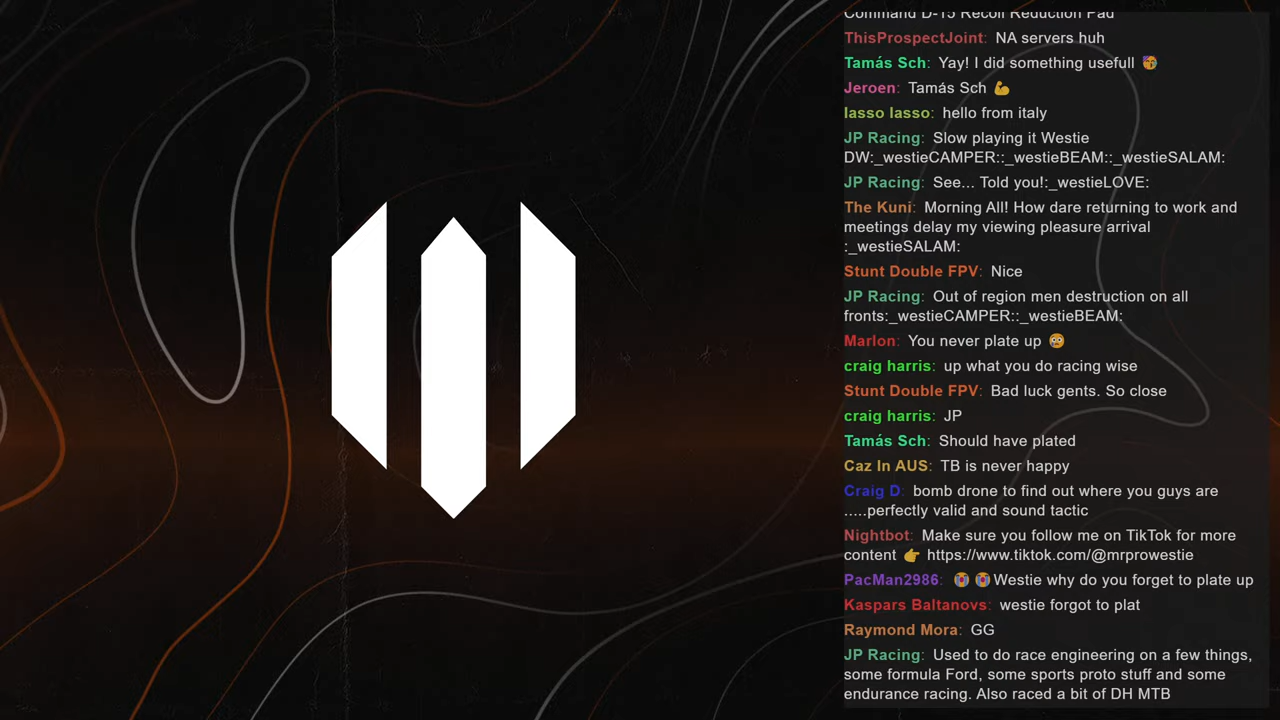 Command D-15 Recoil Reduction Pad
ThisProspectJoint: NA servers huh
Tamás Sch: Yay! I did something usefull
Jeroen: Tamás Sch 💪
lasso lasso: hello from italy
JP Racing: Slow playing it Westie
DW:_westieCAMPER::_westieBEAM::_westieSALAM:
JP Racing: See... Told you!:_westieLOVE:
The Kuni: Morning All! How dare returning to work and
meetings delay my viewing pleasure arrival
:_westieSALAM:
Stunt Double FPV: Nice
JP Racing: Out of region men destruction on all
fronts:_westieCAMPER::_westieBEAM:
Marlon: You never plate up
craig harris: up what you do racing wise
Stunt Double FPV: Bad luck gents. So close
craig harris: JP
Tamás Sch: Should have plated
Caz In AUS: TB is never happy
Craig D: bomb drone to find out where you guys are
.....perfectly valid and sound tactic
Nightbot: Make sure you follow me on TikTok for more
content 👉 https://www.tiktok.com/@mrprowestie
PacMan2986: 😭 😭 Westie why do you forget to plate up
Kaspars Baltanovs: westie forgot to plat
Raymond Mora: GG
JP Racing: Used to do race engineering on a few things,
some formula Ford, some sports proto stuff and some
endurance racing. Also raced a bit of DH MTB